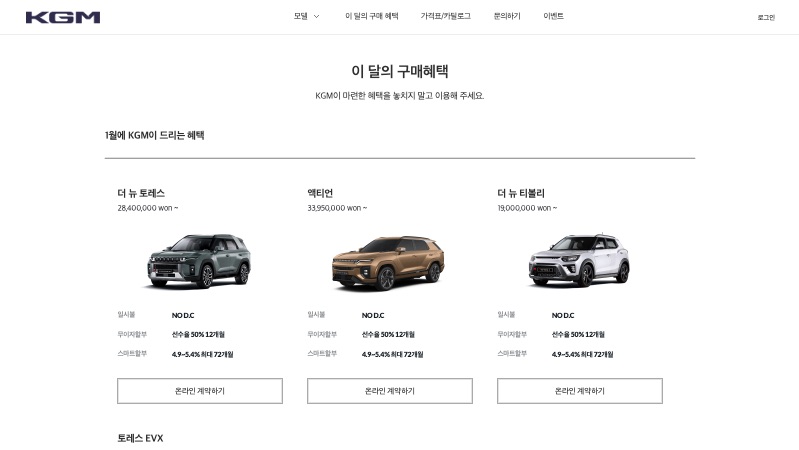 KGM
모델 이 달의 구매 혜택 가격표/카탈로그 문의하기 이벤트 로그인
이 달의 구매혜택
KGM이 마련한 혜택을 놓치지 말고 이용해 주세요.
1월에 KGM이 드리는 혜택
더 뉴 토레스
28,400,000 won ~
일시불 NO D.C
무이자할부 선수율 50% 12개월
스마트할부 4.9~5.4% 최대 72개월
온라인 계약하기
액티언
33,950,000 won ~
일시불 NO D.C
무이자할부 선수율 50% 12개월
스마트할부 4.9~5.4% 최대 72개월
온라인 계약하기
더 뉴 티볼리
19,000,000 won ~
일시불 NO D.C
무이자할부 선수율 50% 12개월
스마트할부 4.9~5.4% 최대 72개월
온라인 계약하기
토레스 EVX